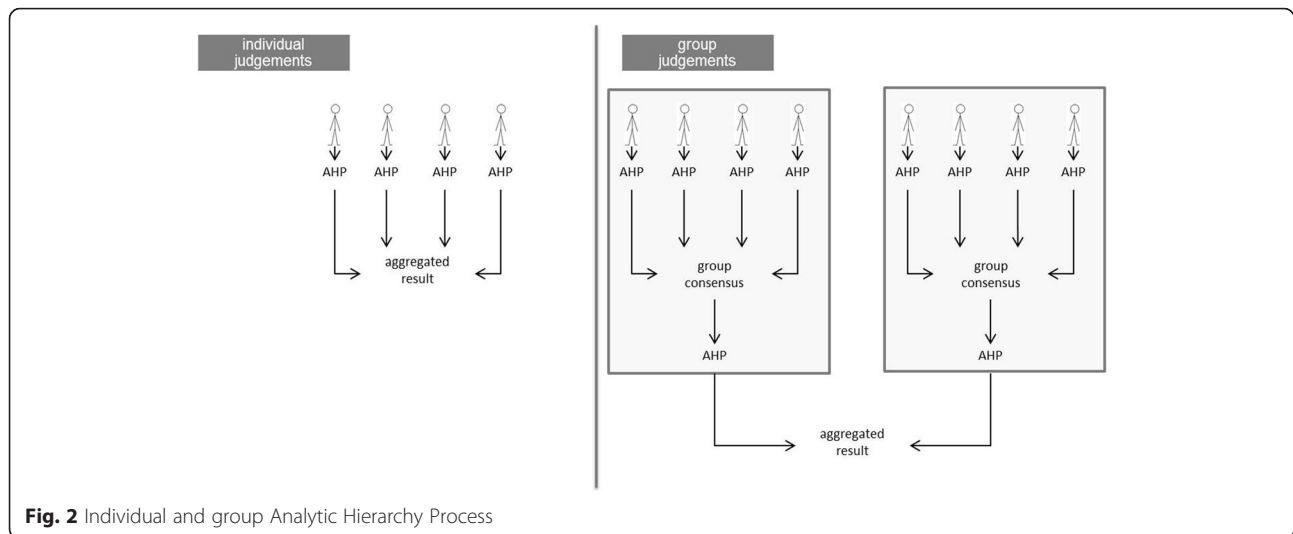 individual
judgements
group
judgements
AHP AHP AHP AHP
aggregated
result
AHP AHP AHP AHP
group
consensus
AHP
AHP AHP AHP AHP
group
consensus
AHP
aggregated
result
Fig. 2 Individual and group Analytic Hierarchy Process